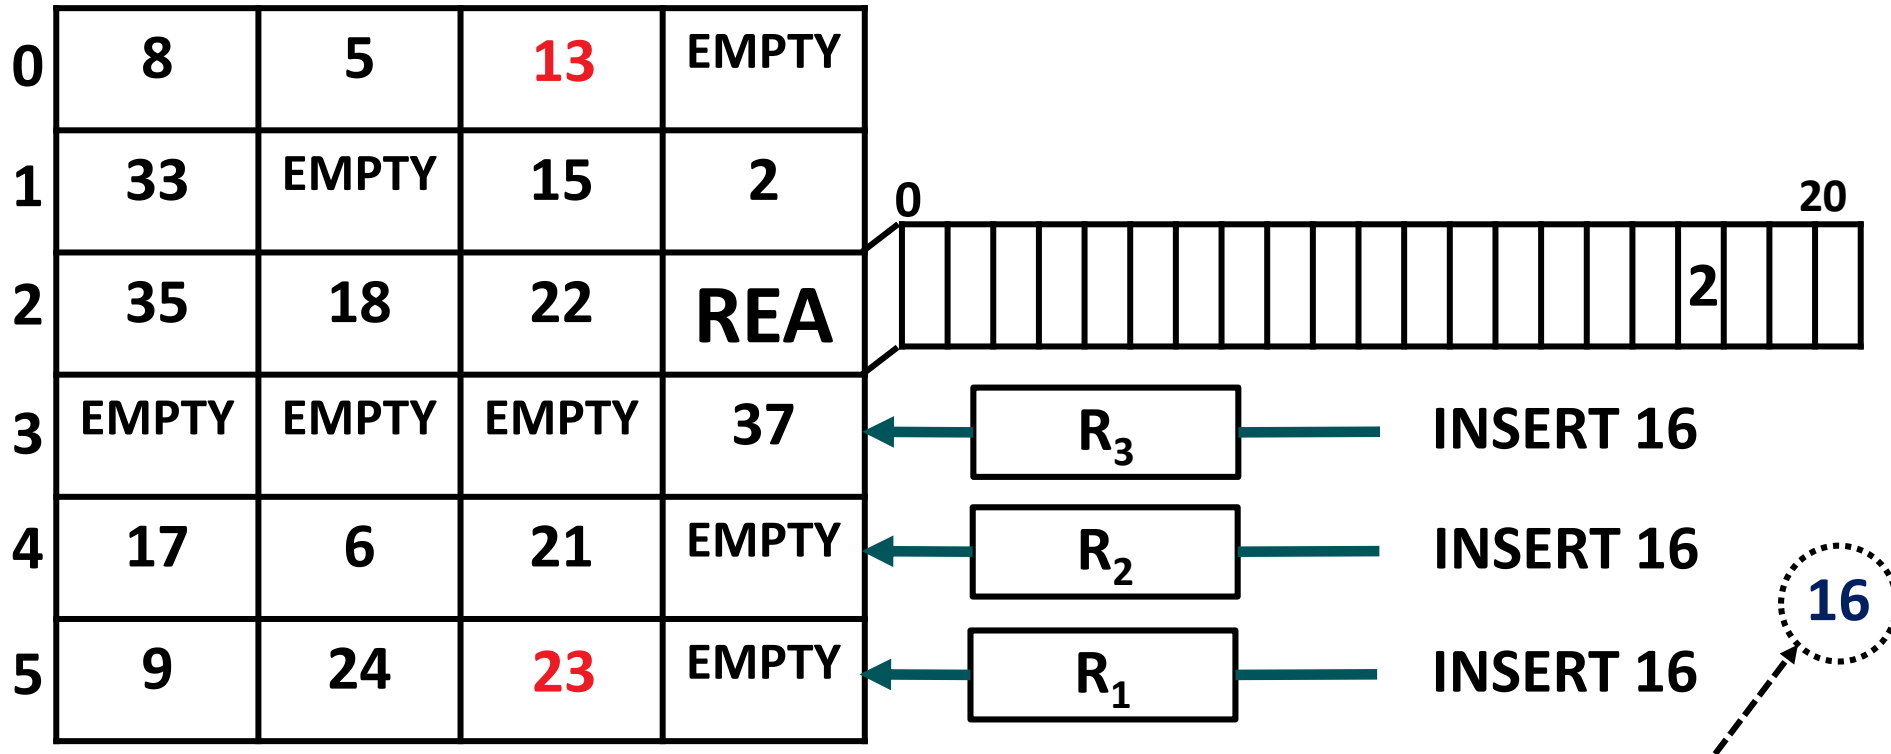 0 8 5 13 EMPTY
1 33 EMPTY 15 2
0 20
2 35 18 22 REA 2
3 EMPTY EMPTY EMPTY 37 R3 INSERT 16
4 17 6 21 EMPTY R2 INSERT 16
16
5 9 24 23 EMPTY R1 INSERT 16